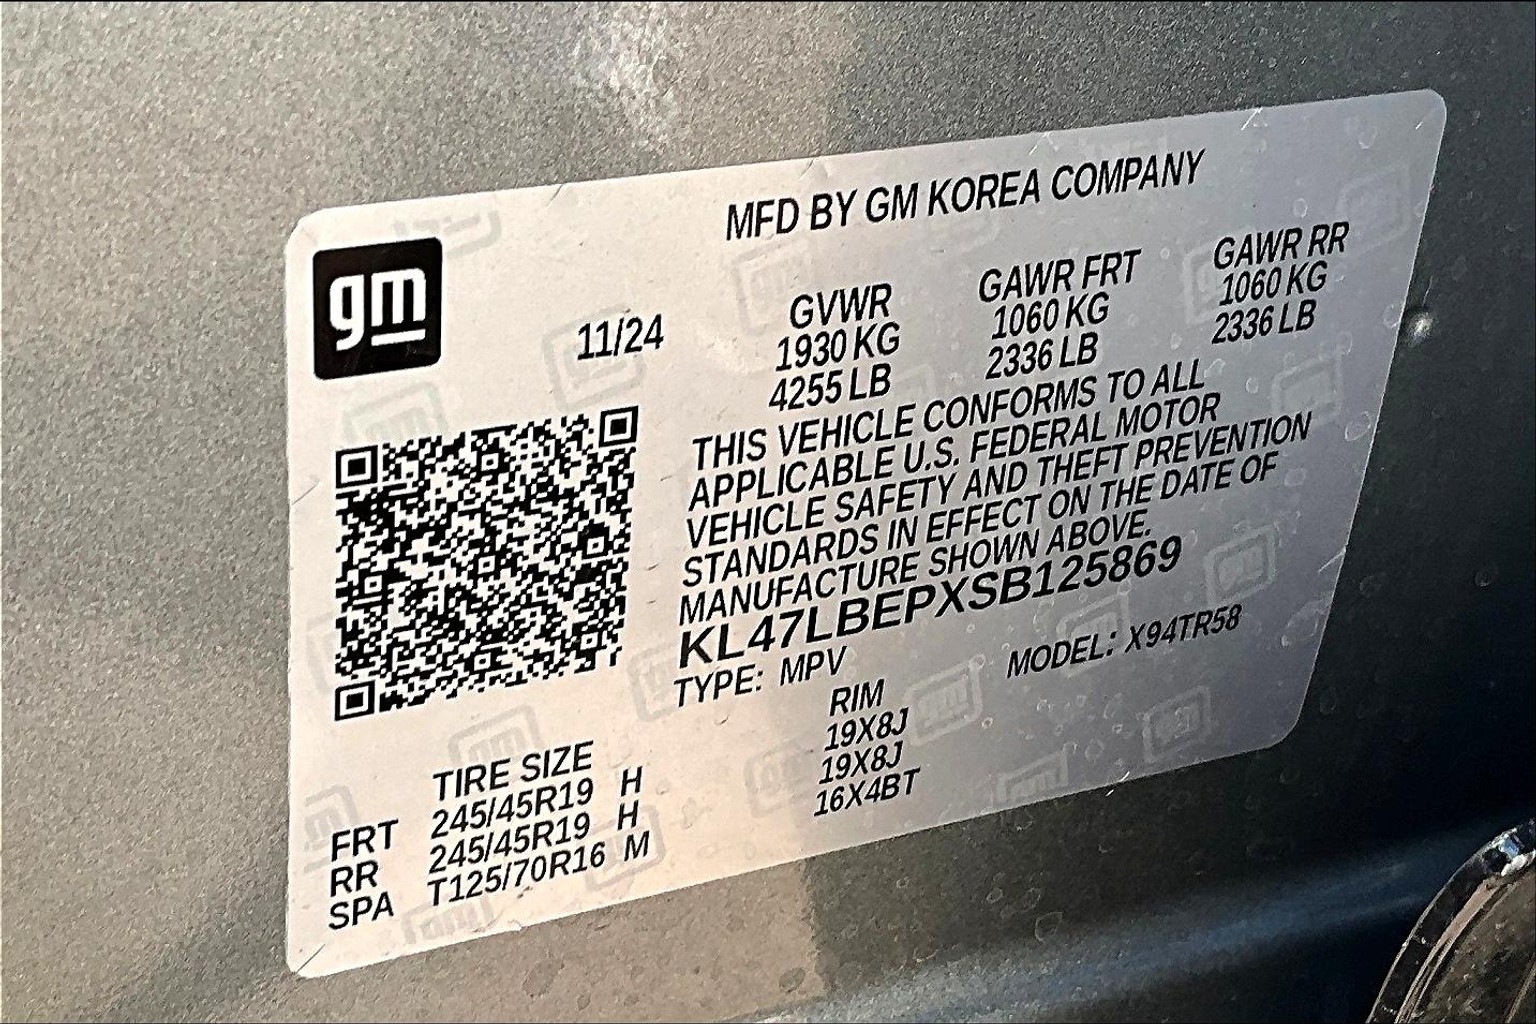 gm
MFD BY GM KOREA COMPANY
11/24
GVWR GAWR FRT GAWR RR
1930 KG 1060 KG 1060 KG
4255 LB 2336 LB 2336 LB
THIS VEHICLE CONFORMS TO ALL
APPLICABLE U.S. FEDERAL MOTOR
VEHICLE SAFETY AND THEFT PREVENTION
STANDARDS IN EFFECT ON THE DATE OF
MANUFACTURE SHOWN ABOVE.
KL47LBEPXSB125869
TYPE: MPV MODEL: X94TR58
TIRE SIZE RIM
FRT 245/45R19 H 19X8J
RR 245/45R19 H 19X8J
SPA T125/70R16 M 16X4BT